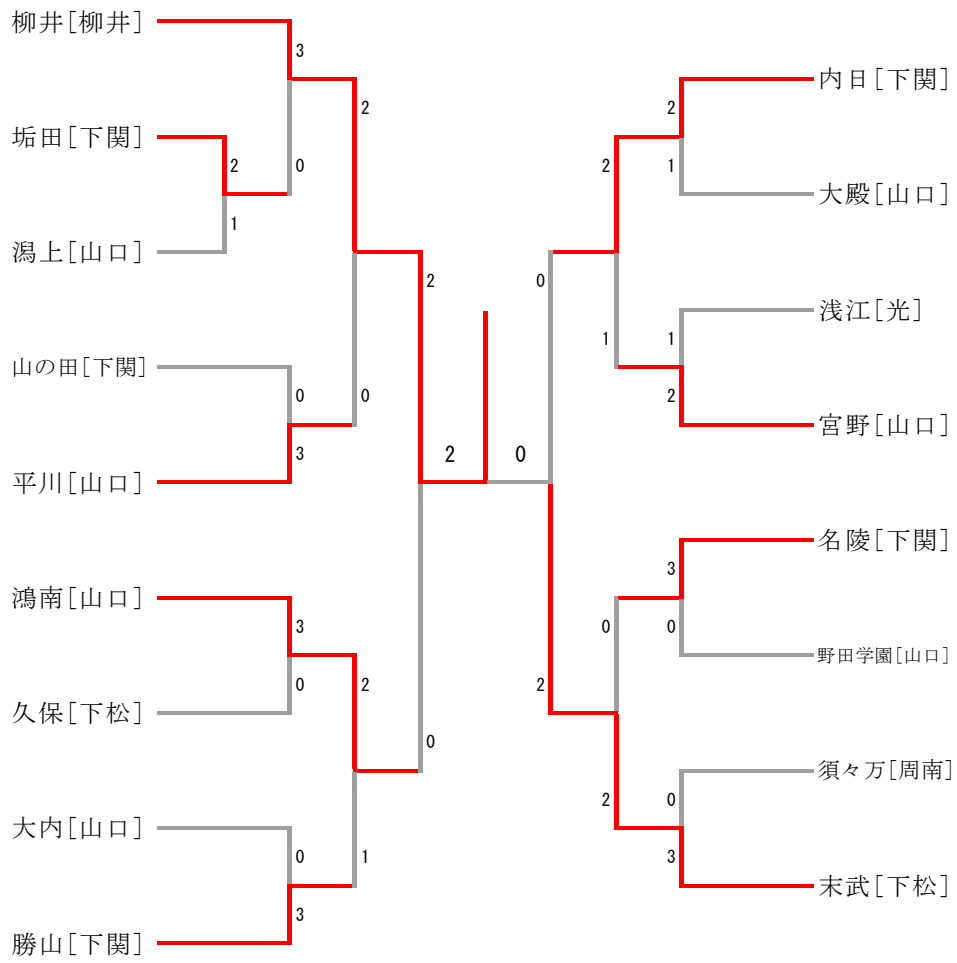 柳井[柳井]
3
2
垢田[下関]
2
0
1
潟上[山口]
2
山の田[下関]
0
0
3
平川[山口]
鴻南[山口]
3
0
2
久保[下松]
0
大内[山口]
0
1
3
勝山[下関]
2
0
内日[下関]
2
2
1
大殿[山口]
0
浅江[光]
1
1
2
宮野[山口]
名陵[下関]
3
0
0
野田学園[山口]
2
須々万[周南]
2
0
3
末武[下松]